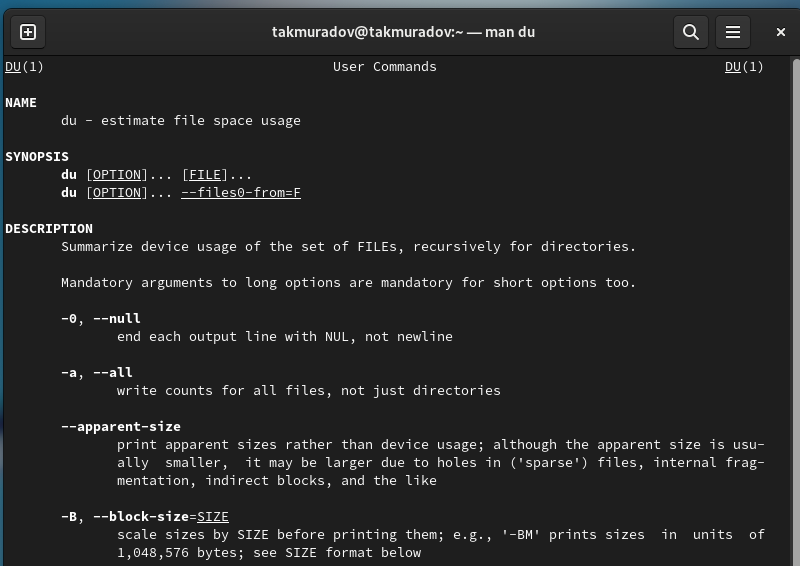 takmuradov@takmuradov:~ — man du
DU(1) User Commands DU(1)
NAME
du - estimate file space usage
SYNOPSIS
du [OPTION]... [FILE]...
du [OPTION]... --files0-from=F
DESCRIPTION
Summarize device usage of the set of FILEs, recursively for directories.
Mandatory arguments to long options are mandatory for short options too.
-0, --null
end each output line with NUL, not newline
-a, --all
write counts for all files, not just directories
--apparent-size
print apparent sizes rather than device usage; although the apparent size is usu-
ally smaller, it may be larger due to holes in ('sparse') files, internal frag-
mentation, indirect blocks, and the like
-B, --block-size=SIZE
scale sizes by SIZE before printing them; e.g., '-BM' prints sizes in units of
1,048,576 bytes; see SIZE format below